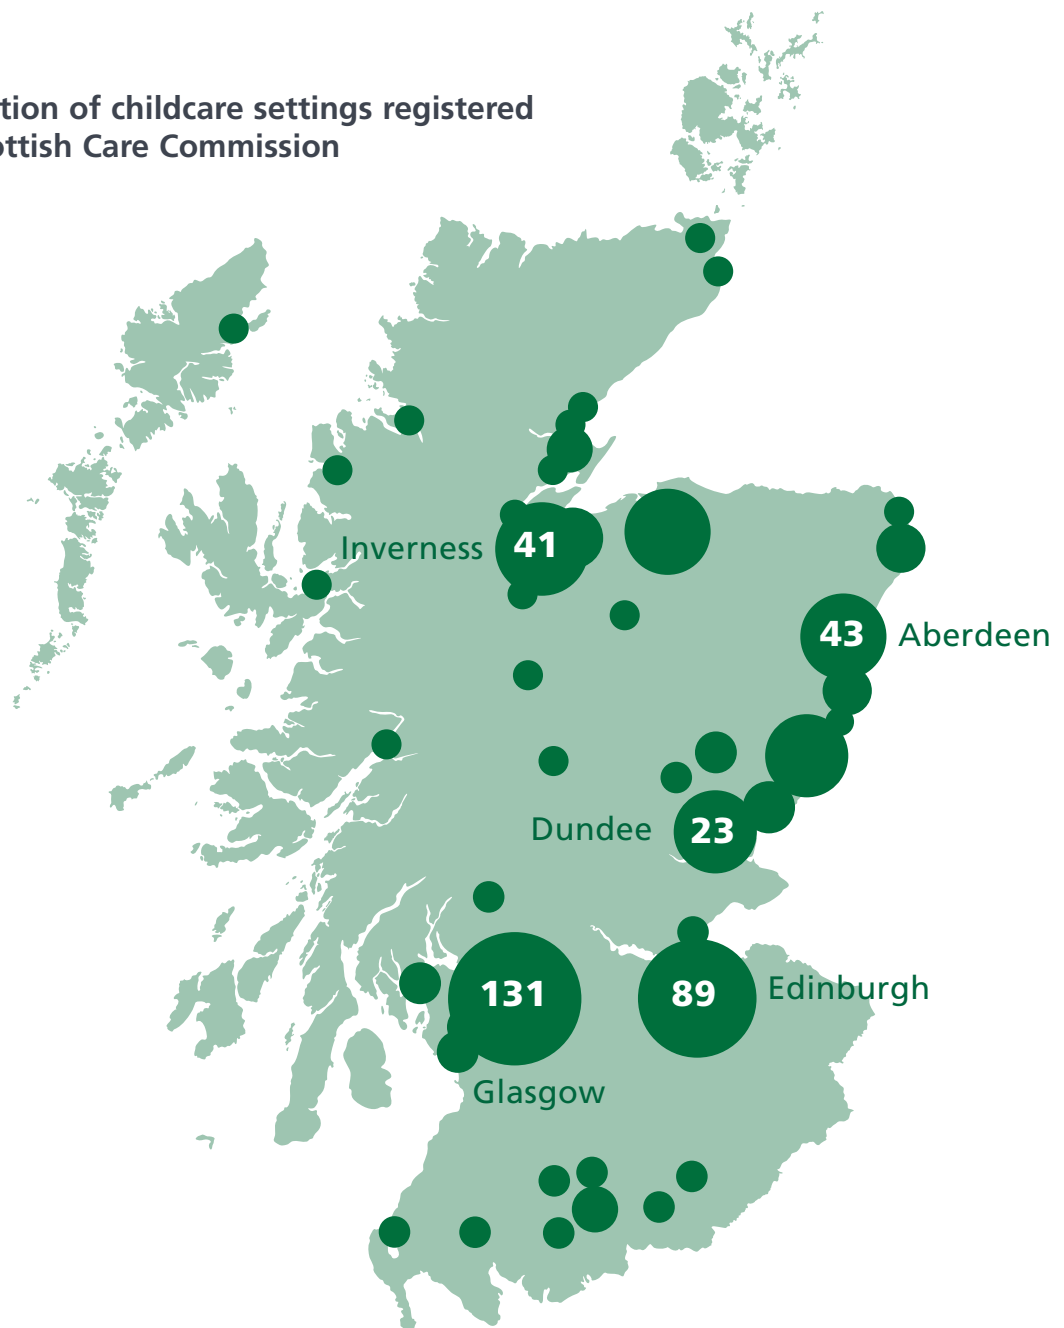 tion of childcare settings registered
ottish Care Commission
Inverness
41
43
Aberdeen
Dundee
23
131
89
Edinburgh
Glasgow